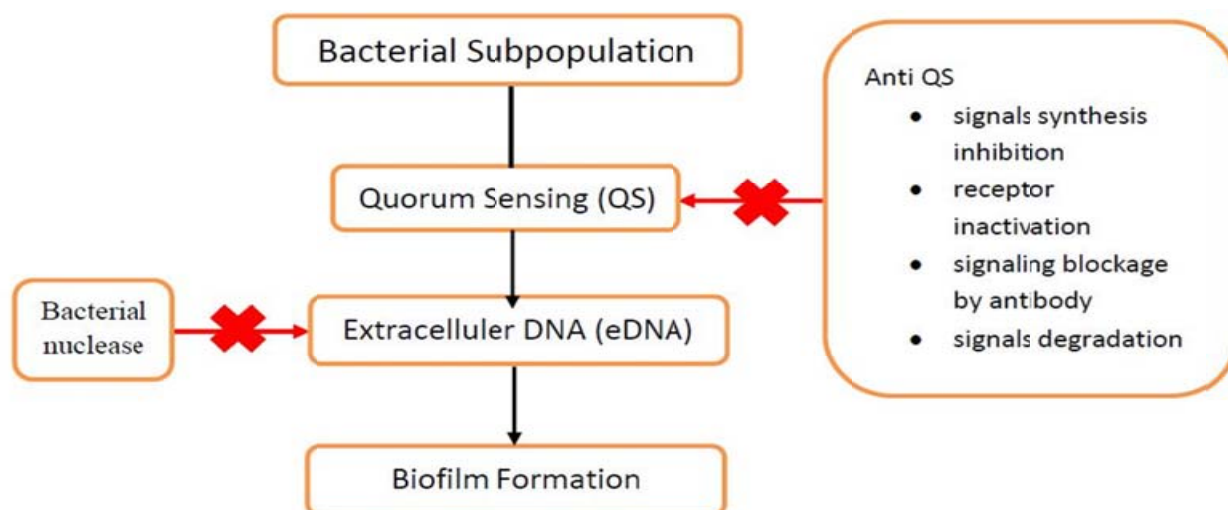 Bacterial Subpopulation
Quorum Sensing (QS)
Extracelluler DNA (eDNA)
Biofilm Formation
Bacterial
nuclease
Anti QS
• signals synthesis
inhibition
• receptor
inactivation
• signaling blockage
by antibody
• signals degradation